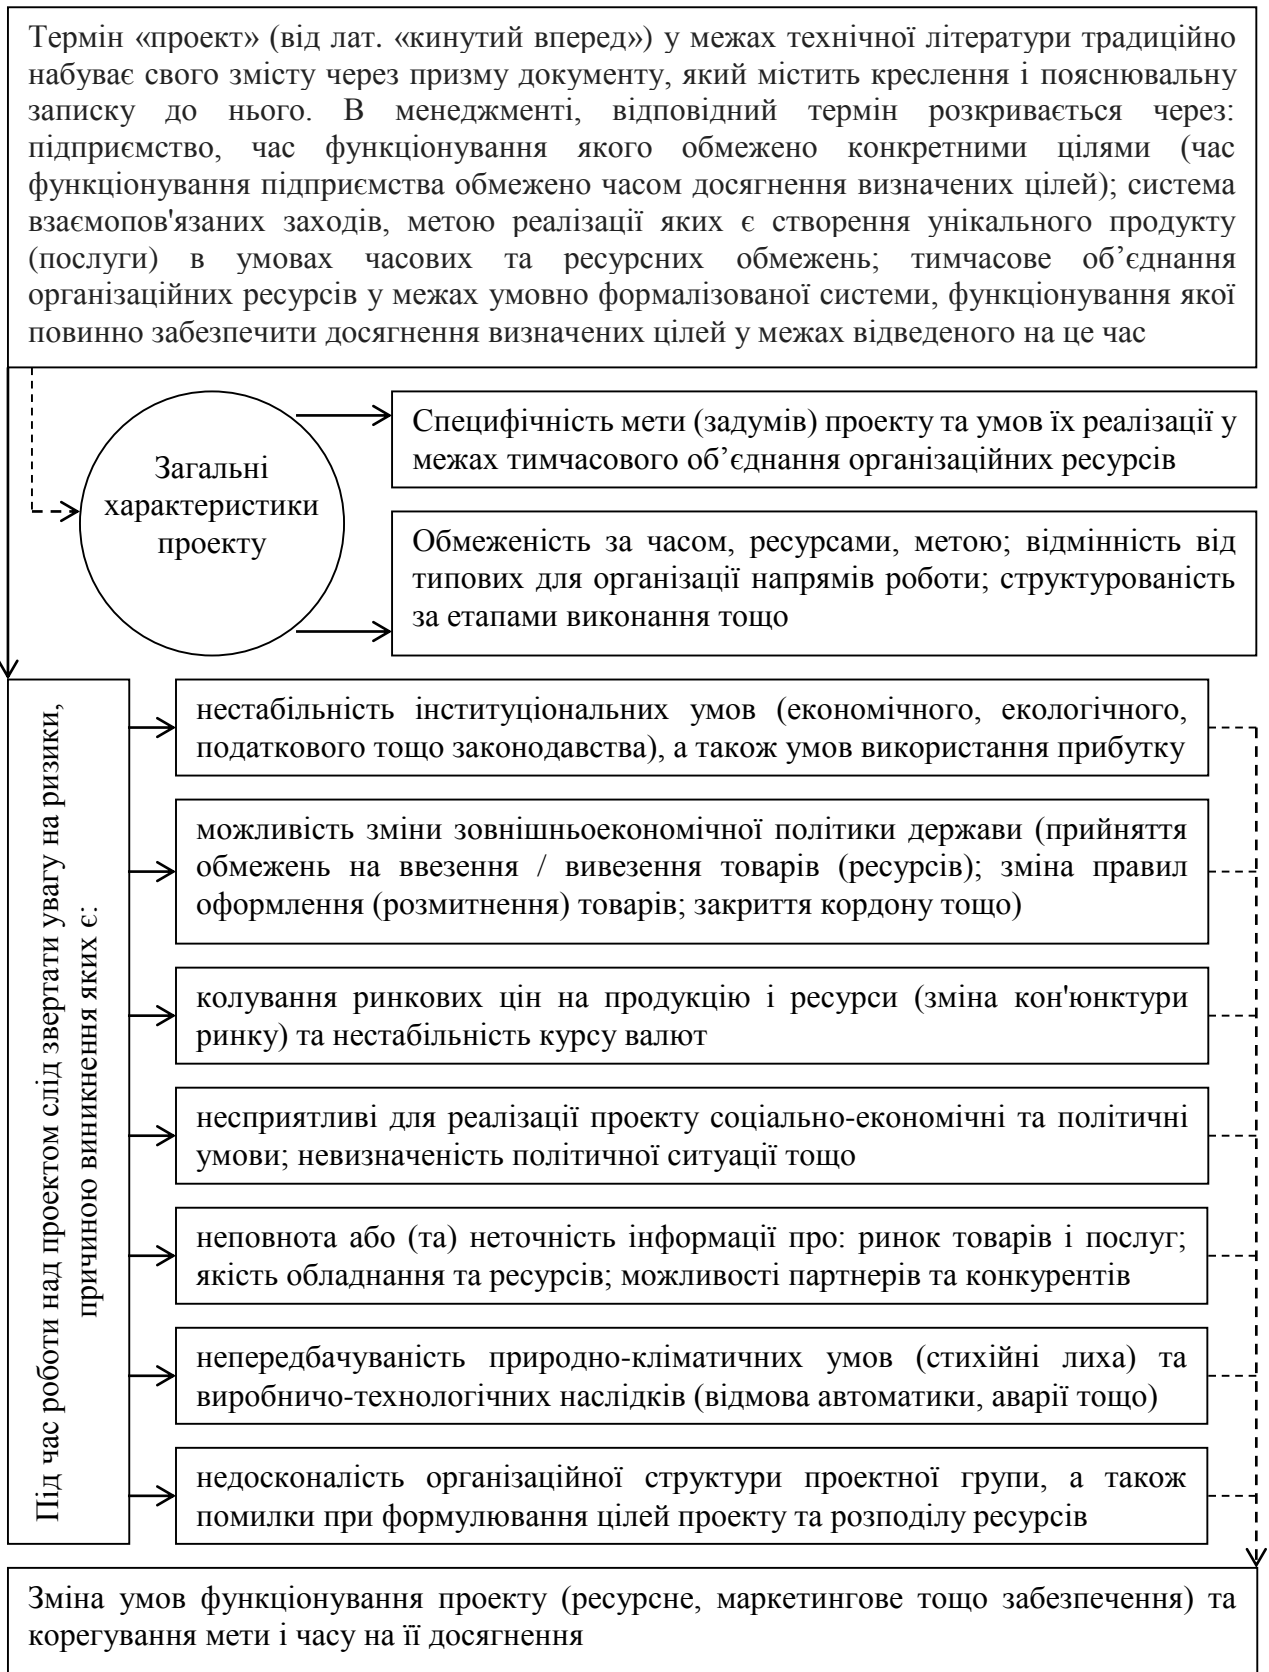 Термін «проект» (від лат. «кинутий вперед») у межах технічної літератури традиційно
набуває свого змісту через призму документу, який містить креслення і пояснювальну
записку до нього. В менеджменті, відповідний термін розкривається через:
підприємство, час функціонування якого обмежено конкретними цілями (час
функціонування підприємства обмежено часом досягнення визначених цілей); система
взаємопов'язаних заходів, метою реалізації яких є створення унікального продукту
(послуги) в умовах часових та ресурсних обмежень; тимчасове об’єднання
організаційних ресурсів у межах умовно формалізованої системи, функціонування якої
повинно забезпечити досягнення визначених цілей у межах відведеного на це час
Загальні
характеристики
проекту
Специфічність мети (задумів) проекту та умов їх реалізації у
межах тимчасового об’єднання організаційних ресурсів
Обмеженість за часом, ресурсами, метою; відмінність від
типових для організації напрямів роботи; структурованість
за етапами виконання тощо
Під час роботи над проектом слід звертати увагу на ризики,
причиною виникнення яких є:
нестабільність інституціональних умов (економічного, екологічного,
податкового тощо законодавства), а також умов використання прибутку
можливість зміни зовнішньоекономічної політики держави (прийняття
обмежень на ввезення / вивезення товарів (ресурсів); зміна правил
оформлення (розмитнення) товарів; закриття кордону тощо)
колування ринкових цін на продукцію і ресурси (зміна кон'юнктури
ринку) та нестабільність курсу валют
несприятливі для реалізації проекту соціально-економічні та політичні
умови; невизначеність політичної ситуації тощо
неповнота або (та) неточність інформації про: ринок товарів і послуг;
якість обладнання та ресурсів; можливості партнерів та конкурентів
непередбачуваність природно-кліматичних умов (стихійні лиха) та
виробничо-технологічних наслідків (відмова автоматики, аварії тощо)
недосконалість організаційної структури проектної групи, а також
помилки при формулювання цілей проекту та розподілу ресурсів
Зміна умов функціонування проекту (ресурсне, маркетингове тощо забезпечення) та
корегування мети і часу на її досягнення